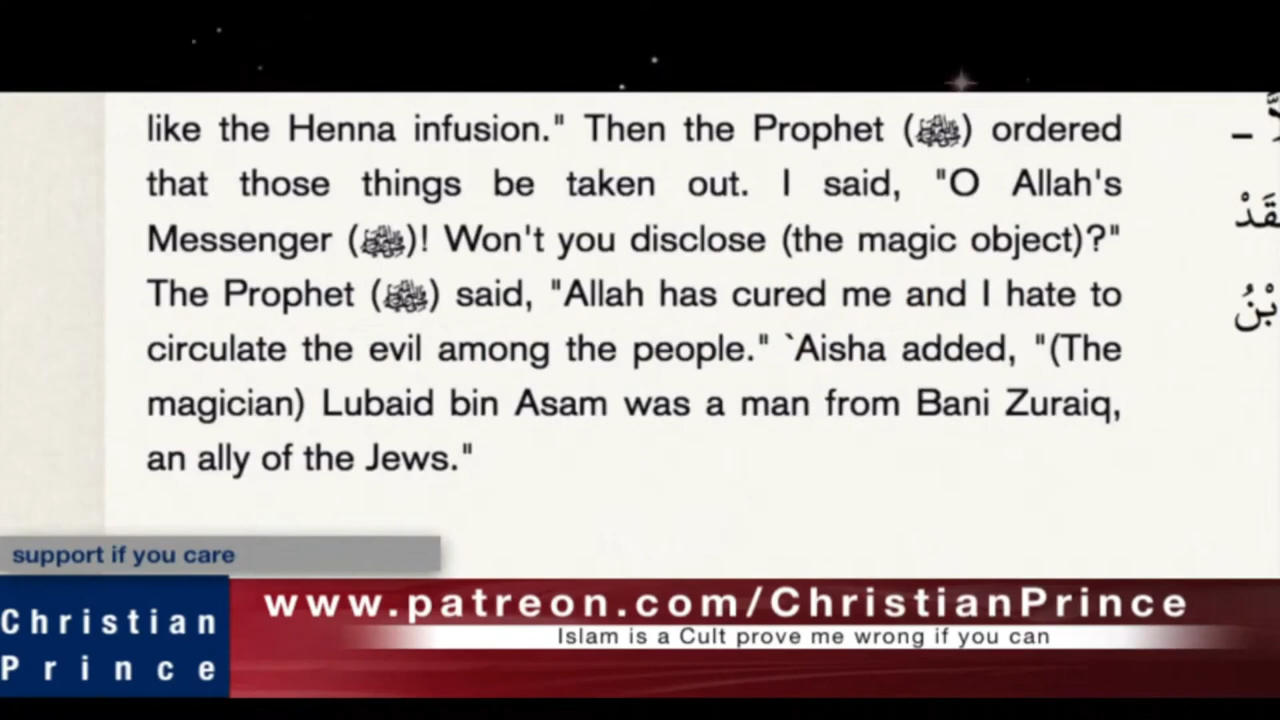 like the Henna infusion." Then the Prophet (ﷺ) ordered
that those things be taken out. I said, "O Allah's
Messenger (ﷺ)! Won't you disclose (the magic object)?"
The Prophet (ﷺ) said, "Allah has cured me and I hate to
circulate the evil among the people." `Aisha added, "(The
magician) Lubaid bin Asam was a man from Bani Zuraiq,
an ally of the Jews."
support if you care
Christian
Prince
www.patreon.com/ChristianPrince
Islam is a Cult prove me wrong if you can